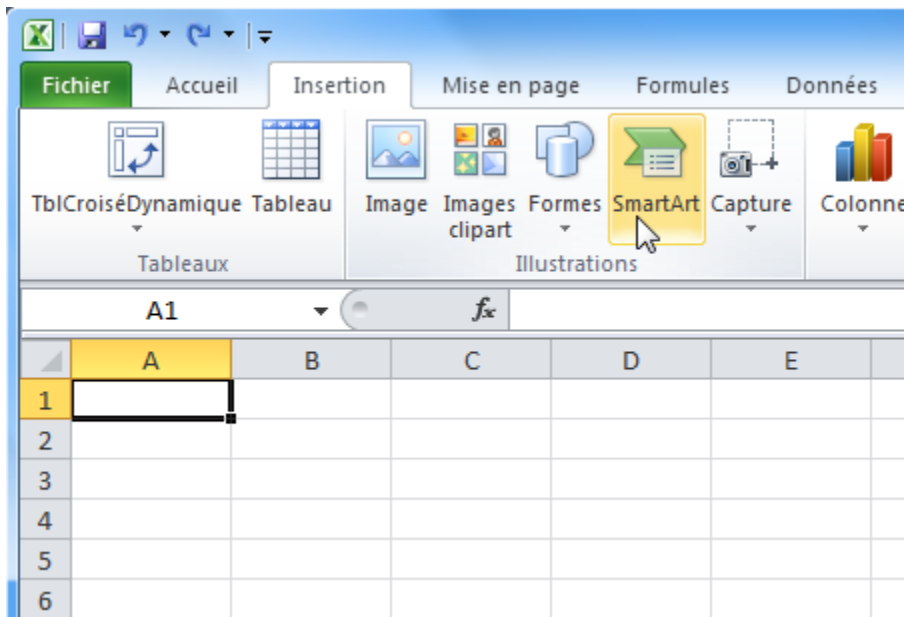 Fichier Accueil Insertion Mise en page Formules Données
TblCroiséDynamique Tableau Image Images clipart Formes SmartArt Capture Colonne
Tableaux Illustrations
A1 fx
A B C D E
1
2
3
4
5
6